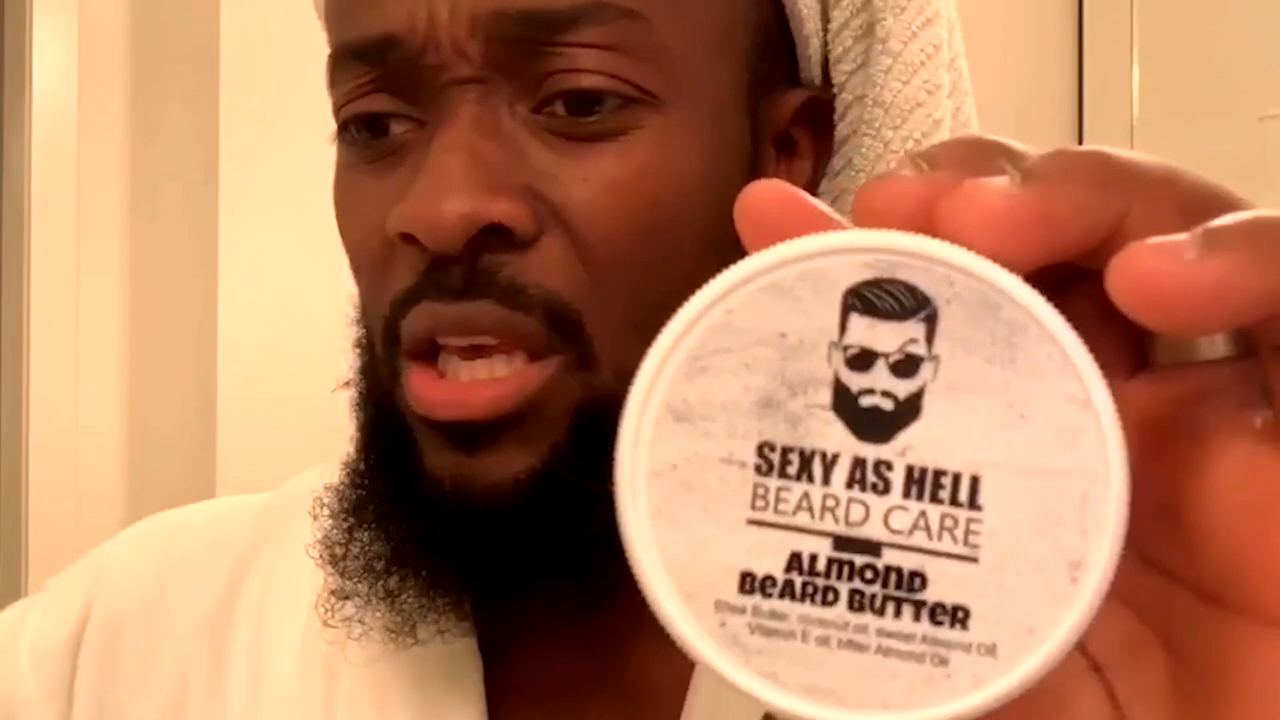 SEXY AS HELL
BEARD CARE
ALMOND
BEARD BUTTER
Shea Butter, coconut oil, sweet Almond Oil,
Vitamin E oil, bitter Almond Oil